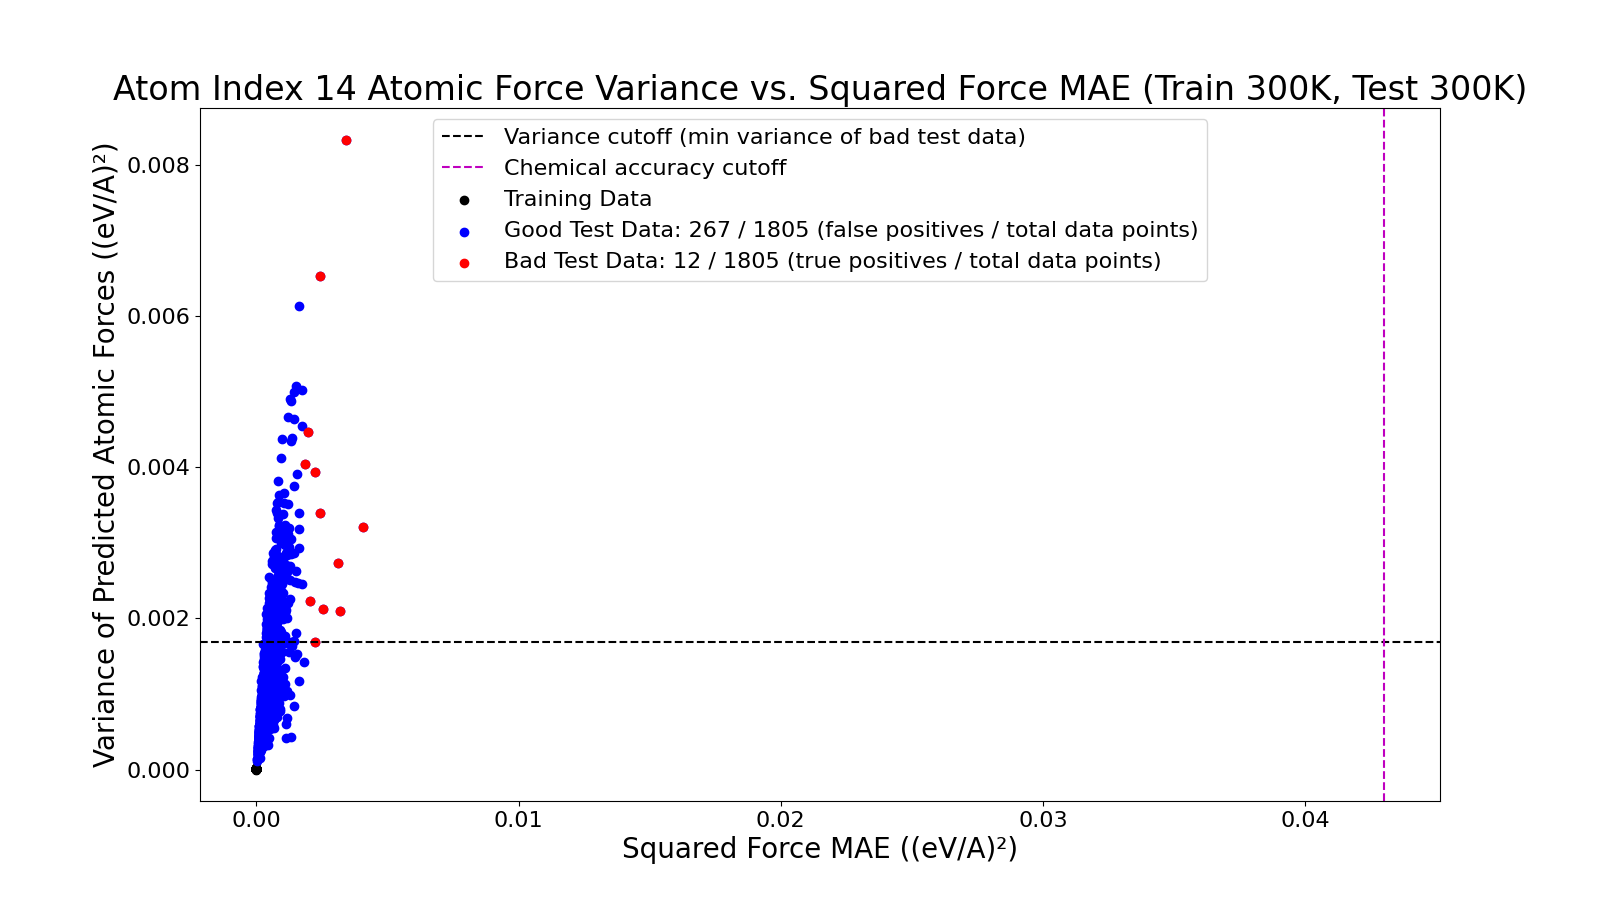 Atom Index 14 Atomic Force Variance vs. Squared Force MAE (Train 300K, Test 300K)
Variance cutoff (min variance of bad test data)
Chemical accuracy cutoff
Training Data
Good Test Data: 267 / 1805 (false positives / total data points)
Bad Test Data: 12 / 1805 (true positives / total data points)
Variance of Predicted Atomic Forces ((eV/A)²)
0.008
0.006
0.004
0.002
0.000
0.00
0.01
0.02
0.03
0.04
Squared Force MAE ((eV/A)²)